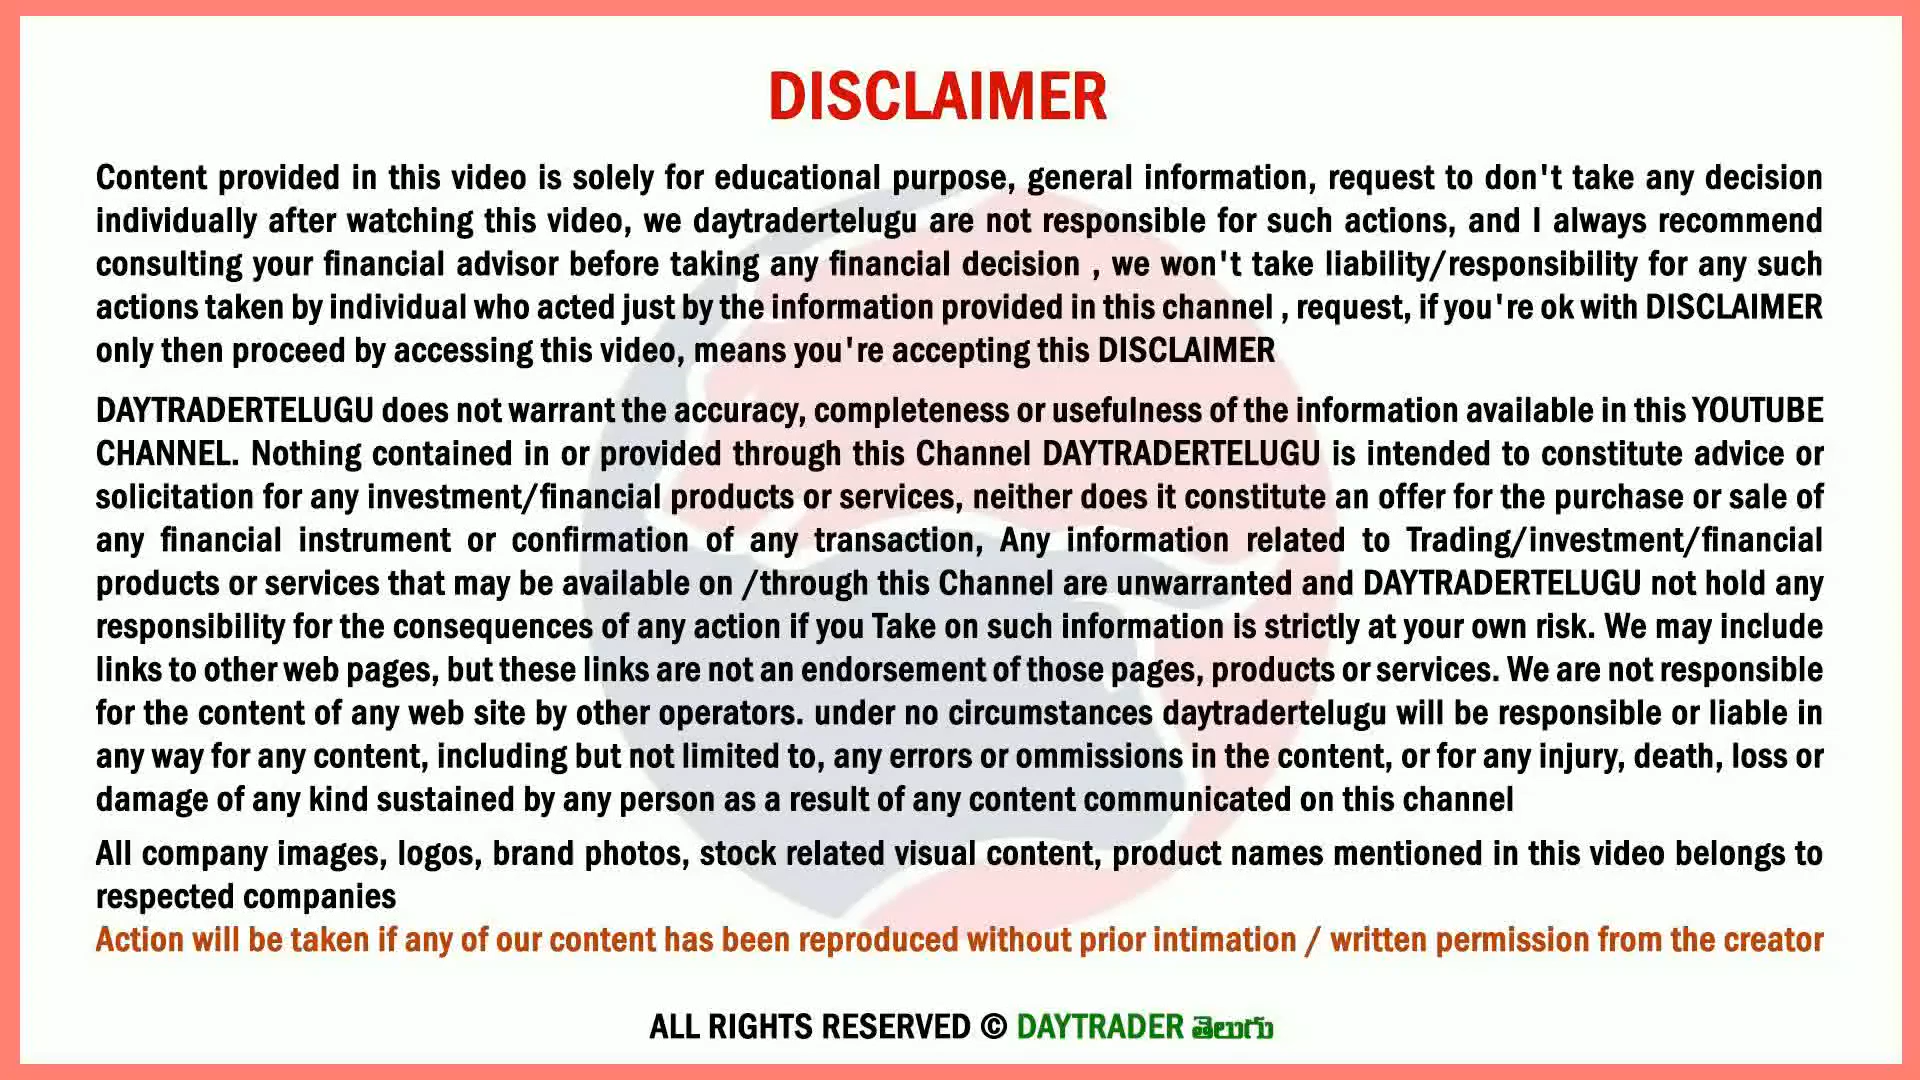 DISCLAIMER
Content provided in this video is solely for educational purpose, general information, request to don't take any decision
individually after watching this video, we daytradertelugu are not responsible for such actions, and I always recommend
consulting your financial advisor before taking any financial decision , we won't take liability/responsibility for any such
actions taken by individual who acted just by the information provided in this channel , request, if you're ok with DISCLAIMER
only then proceed by accessing this video, means you're accepting this DISCLAIMER
DAYTRADERTELUGU does not warrant the accuracy, completeness or usefulness of the information available in this YOUTUBE
CHANNEL. Nothing contained in or provided through this Channel DAYTRADERTELUGU is intended to constitute advice or
solicitation for any investment/financial products or services, neither does it constitute an offer for the purchase or sale of
any financial instrument or confirmation of any transaction, Any information related to Trading/investment/financial
products or services that may be available on /through this Channel are unwarranted and DAYTRADERTELUGU not hold any
responsibility for the consequences of any action if you Take on such information is strictly at your own risk. We may include
links to other web pages, but these links are not an endorsement of those pages, products or services. We are not responsible
for the content of any web site by other operators. under no circumstances daytradertelugu will be responsible or liable in
any way for any content, including but not limited to, any errors or ommissions in the content, or for any injury, death, loss or
damage of any kind sustained by any person as a result of any content communicated on this channel
All company images, logos, brand photos, stock related visual content, product names mentioned in this video belongs to
respected companies
Action will be taken if any of our content has been reproduced without prior intimation / written permission from the creator
ALL RIGHTS RESERVED © DAYTRADER తెలుగు